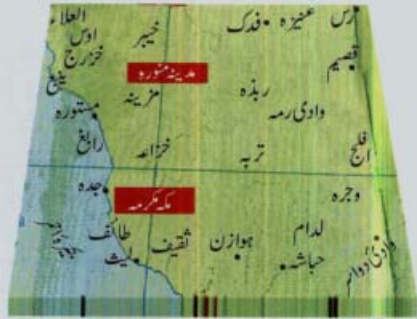 رس عنیزہ فدک خیبر العلاء
اوس
قصیم خزرج
مدینہ منورہ
ینبع
ربذہ مزینہ
وادی رمہ مستورہ
افلج تربہ خزاعہ رابغ
وجرہ مکہ مکرمہ جدہ
لدام ہوازن ثقیف طائف
حباشہ لیث
وادی دواسر